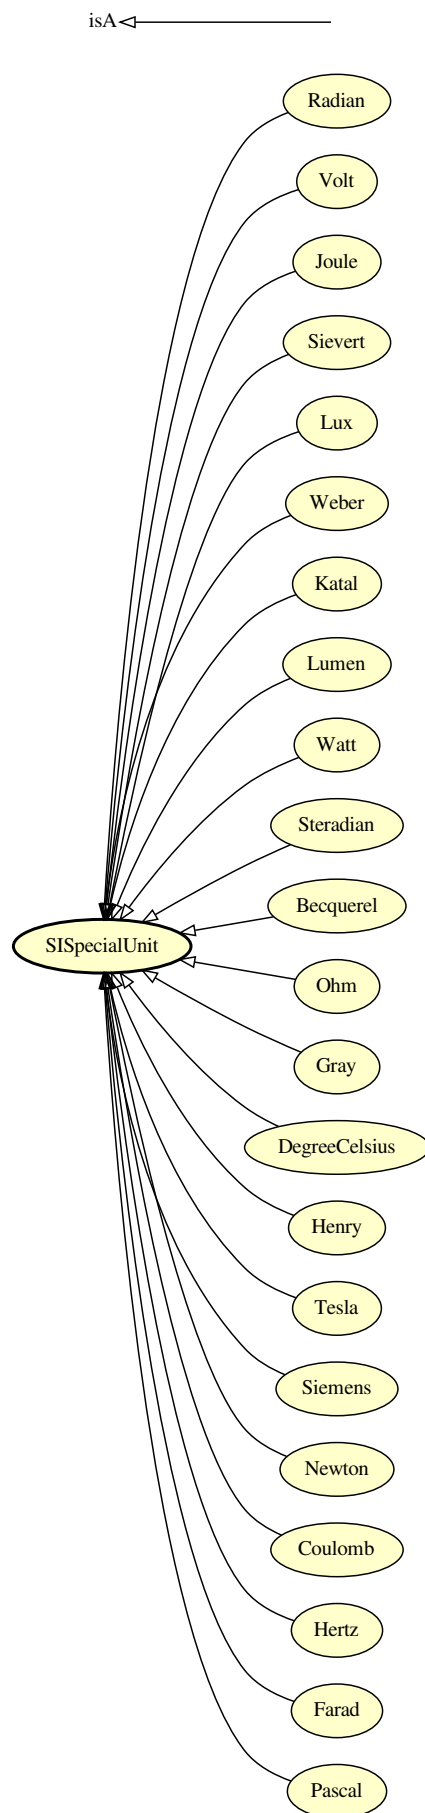 isA
Radian
Volt
Joule
Sievert
Lux
Weber
Katal
Lumen
Watt
Steradian
Becquerel
SISpecialUnit
Ohm
Gray
DegreeCelsius
Henry
Tesla
Siemens
Newton
Coulomb
Hertz
Farad
Pascal